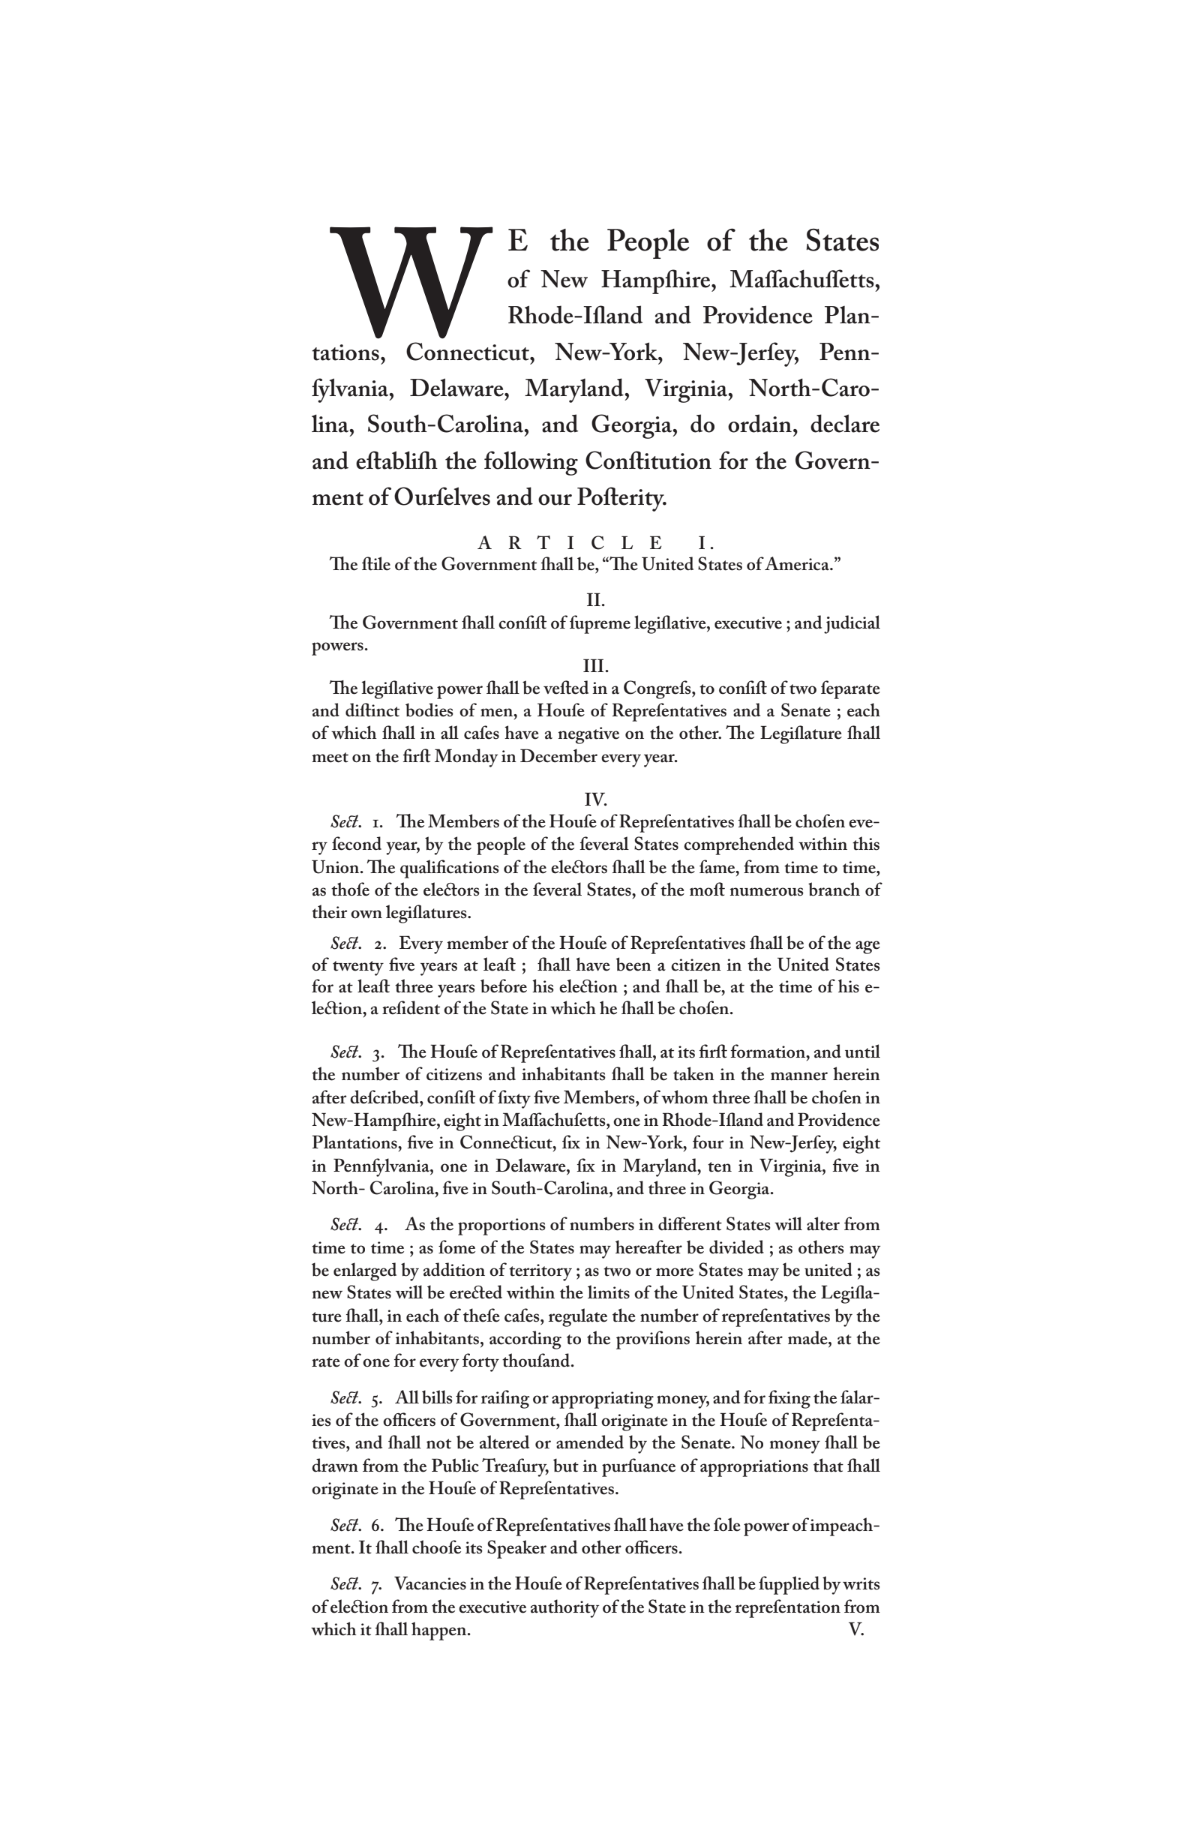 WE the People of the States
of New Hampſhire, Maſſachuſſetts,
Rhode-Iſland and Providence Plan-
tations, Connecticut, New-York, New-Jerſey, Penn-
ſylvania, Delaware, Maryland, Virginia, North-Caro-
lina, South-Carolina, and Georgia, do ordain, declare
and eſtabliſh the following Conſtitution for the Govern-
ment of Ourſelves and our Poſterity.
ARTICLE I.
The ſtile of the Government ſhall be, “The United States of America.”
II.
The Government ſhall conſiſt of ſupreme legiſlative, executive ; and judicial
powers.
III.
The legiſlative power ſhall be veſted in a Congreſs, to conſiſt of two ſeparate
and diſtinct bodies of men, a Houſe of Repreſentatives and a Senate ; each
of which ſhall in all caſes have a negative on the other. The Legiſlature ſhall
meet on the firſt Monday in December every year.
IV.
Sect. 1. The Members of the Houſe of Repreſentatives ſhall be choſen eve-
ry ſecond year, by the people of the ſeveral States comprehended within this
Union. The qualifications of the electors ſhall be the ſame, from time to time,
as thoſe of the electors in the ſeveral States, of the moſt numerous branch of
their own legiſlatures.
Sect. 2. Every member of the Houſe of Repreſentatives ſhall be of the age
of twenty five years at leaſt ; ſhall have been a citizen in the United States
for at leaſt three years before his election ; and ſhall be, at the time of his e-
lection, a reſident of the State in which he ſhall be choſen.
Sect. 3. The Houſe of Repreſentatives ſhall, at its firſt formation, and until
the number of citizens and inhabitants ſhall be taken in the manner herein
after deſcribed, conſiſt of ſixty five Members, of whom three ſhall be choſen in
New-Hampſhire, eight in Maſſachuſetts, one in Rhode-Iſland and Providence
Plantations, five in Connecticut, ſix in New-York, four in New-Jerſey, eight
in Pennſylvania, one in Delaware, ſix in Maryland, ten in Virginia, five in
North- Carolina, five in South-Carolina, and three in Georgia.
Sect. 4. As the proportions of numbers in different States will alter from
time to time ; as ſome of the States may hereafter be divided ; as others may
be enlarged by addition of territory ; as two or more States may be united ; as
new States will be erected within the limits of the United States, the Legiſla-
ture ſhall, in each of theſe caſes, regulate the number of repreſentatives by the
number of inhabitants, according to the proviſions herein after made, at the
rate of one for every forty thouſand.
Sect. 5. All bills for raiſing or appropriating money, and for fixing the ſalar-
ies of the officers of Government, ſhall originate in the Houſe of Repreſenta-
tives, and ſhall not be altered or amended by the Senate. No money ſhall be
drawn from the Public Treaſury, but in purſuance of appropriations that ſhall
originate in the Houſe of Repreſentatives.
Sect. 6. The Houſe of Repreſentatives ſhall have the ſole power of impeach-
ment. It ſhall chooſe its Speaker and other officers.
Sect. 7. Vacancies in the Houſe of Repreſentatives ſhall be ſupplied by writs
of election from the executive authority of the State in the repreſentation from
which it ſhall happen. V.